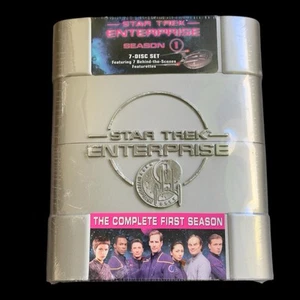 STAR TREK
ENTERPRISE
SEASON 1
7-DISC SET
Featuring 7 Behind-the-Scenes
Featurettes
STAR TREK
ENTERPRISE
THE COMPLETE FIRST SEASON